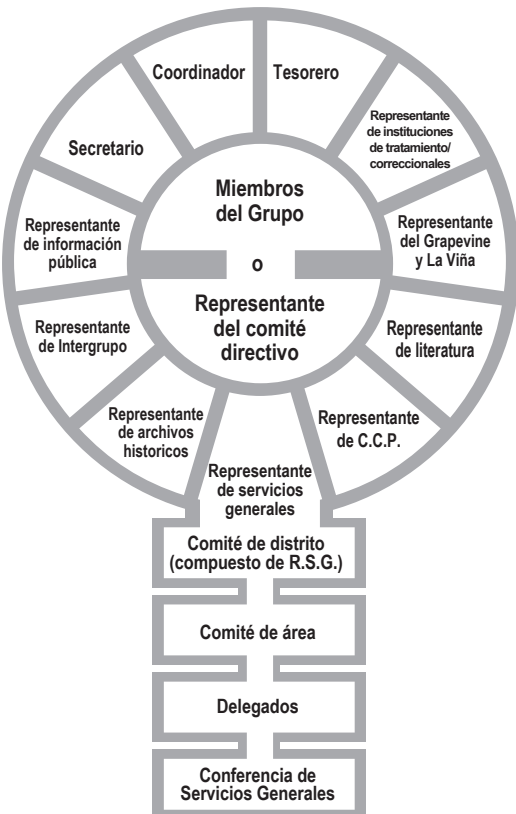 Coordinador
Tesorero
Secretario
Representante
de instituciones
de tratamiento/
correccionales
Miembros
del Grupo
Representante
de información
pública
Representante
del Grapevine
y La Viña
o
Representante
del comité
directivo
Representante
de Intergrupo
Representante
de literatura
Representante
de archivos
historicos
Representante
de C.C.P.
Representante
de servicios
generales
Comité de distrito
(compuesto de R.S.G.)
Comité de área
Delegados
Conferencia de
Servicios Generales